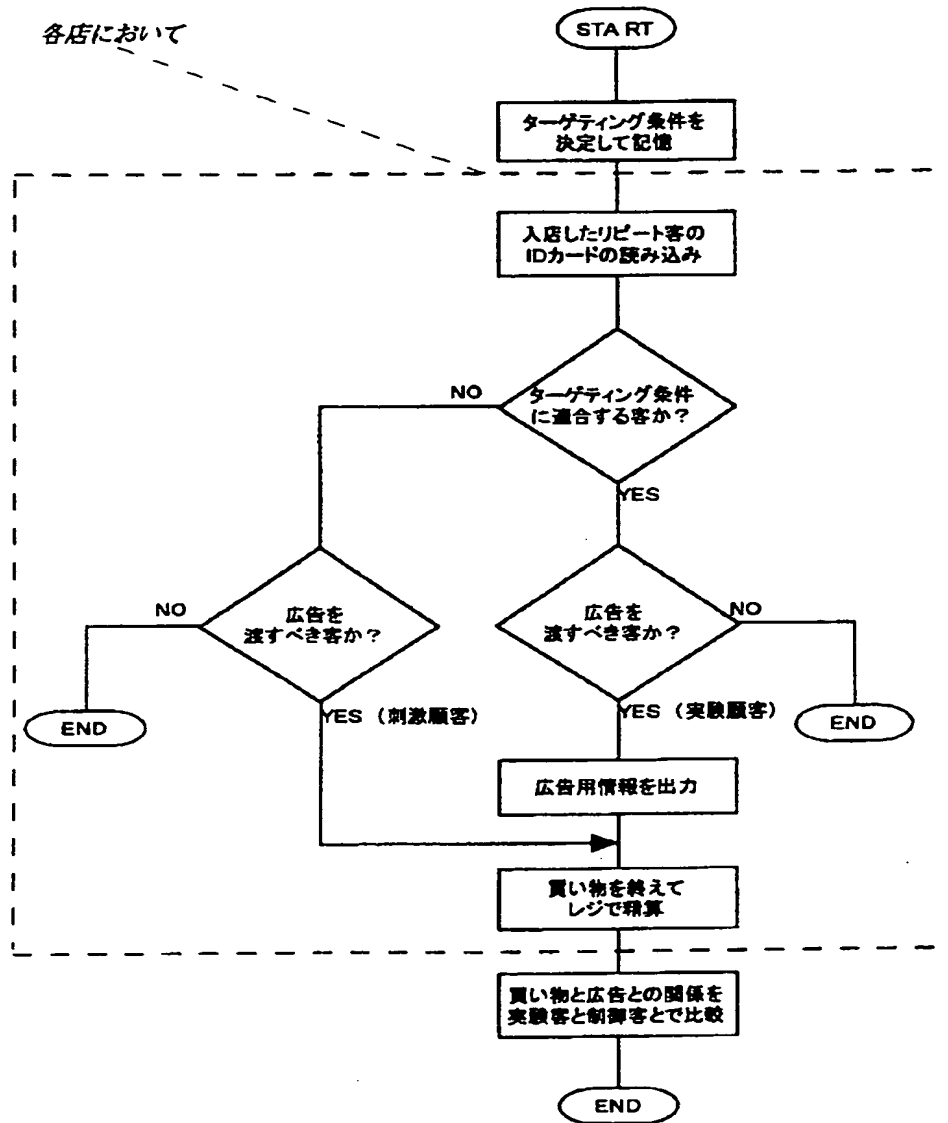 各店において
START
ターゲティング条件を
決定して記憶
入店したリピート客の
IDカードの読み込み
NO
ターゲティング条件
に適合する客か？
YES
NO
広告を
渡すべき客か？
広告を
渡すべき客か？
NO
END
YES（刺激顧客）
YES（実験顧客）
END
広告用情報を出力
買い物を終えて
レジで精算
買い物と広告との関係を
実験客と制御客とで比較
END